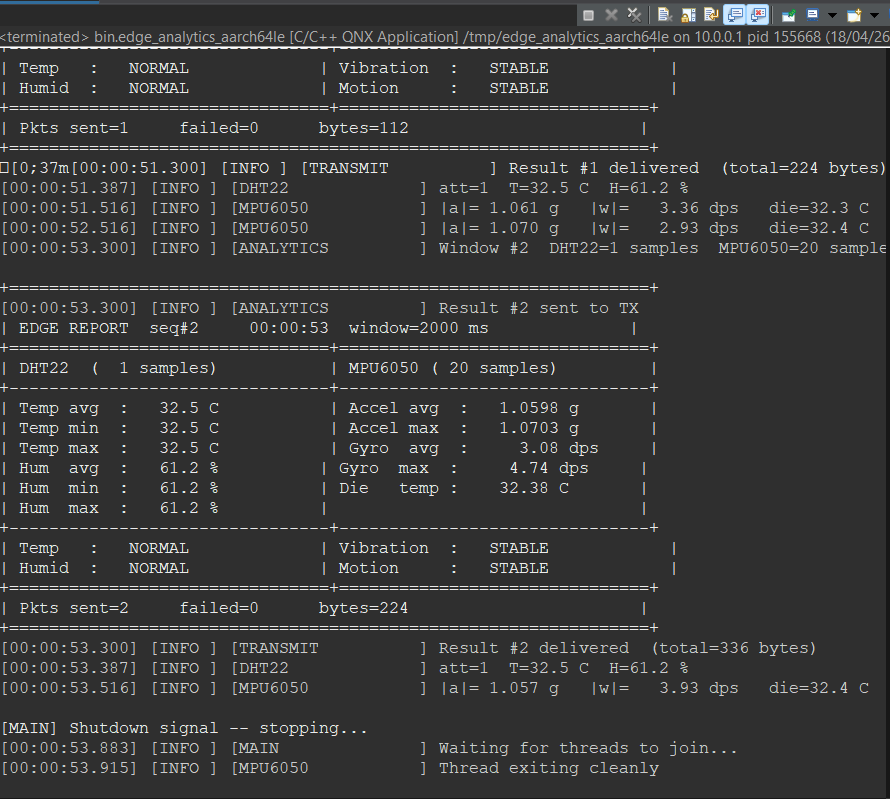 <terminated> bin.edge_analytics_aarch64le [C/C++ QNX Application] /tmp/edge_analytics_aarch64le on 10.0.0.1 pid 155668 (18/04/26
| Temp   :   NORMAL             | Vibration  :   STABLE            |
| Humid  :   NORMAL             | Motion     :   STABLE            |
+================================+===============================+
| Pkts sent=1     failed=0      bytes=112                       |
+================================================================+
□[0;37m[00:00:51.300] [INFO ] [TRANSMIT          ] Result #1 delivered  (total=224 bytes)
[00:00:51.387] [INFO ] [DHT22             ] att=1  T=32.5 C  H=61.2 %
[00:00:51.516] [INFO ] [MPU6050           ] |a|= 1.061 g   |w|=   3.36 dps   die=32.3 C
[00:00:52.516] [INFO ] [MPU6050           ] |a|= 1.070 g   |w|=   2.93 dps   die=32.4 C
[00:00:53.300] [INFO ] [ANALYTICS         ] Window #2  DHT22=1 samples  MPU6050=20 sample
+================================================================+
[00:00:53.300] [INFO ] [ANALYTICS         ] Result #2 sent to TX
| EDGE REPORT  seq#2     00:00:53  window=2000 ms              |
+================================+===============================+
| DHT22  (  1 samples)           | MPU6050 ( 20 samples)         |
+--------------------------------+-------------------------------+
| Temp avg  :   32.5 C           | Accel avg  :   1.0598 g       |
| Temp min  :   32.5 C           | Accel max  :   1.0703 g       |
| Temp max  :   32.5 C           | Gyro  avg  :     3.08 dps     |
| Hum  avg  :   61.2 %          | Gyro  max  :     4.74 dps     |
| Hum  min  :   61.2 %          | Die   temp :    32.38 C       |
| Hum  max  :   61.2 %          |                               |
+--------------------------------+-------------------------------+
| Temp   :   NORMAL             | Vibration  :   STABLE            |
| Humid  :   NORMAL             | Motion     :   STABLE            |
+================================+===============================+
| Pkts sent=2     failed=0      bytes=224                       |
+================================================================+
[00:00:53.300] [INFO ] [TRANSMIT          ] Result #2 delivered  (total=336 bytes)
[00:00:53.387] [INFO ] [DHT22             ] att=1  T=32.5 C  H=61.2 %
[00:00:53.516] [INFO ] [MPU6050           ] |a|= 1.057 g   |w|=   3.93 dps   die=32.4 C
[MAIN] Shutdown signal -- stopping...
[00:00:53.883] [INFO ] [MAIN              ] Waiting for threads to join...
[00:00:53.915] [INFO ] [MPU6050           ] Thread exiting cleanly